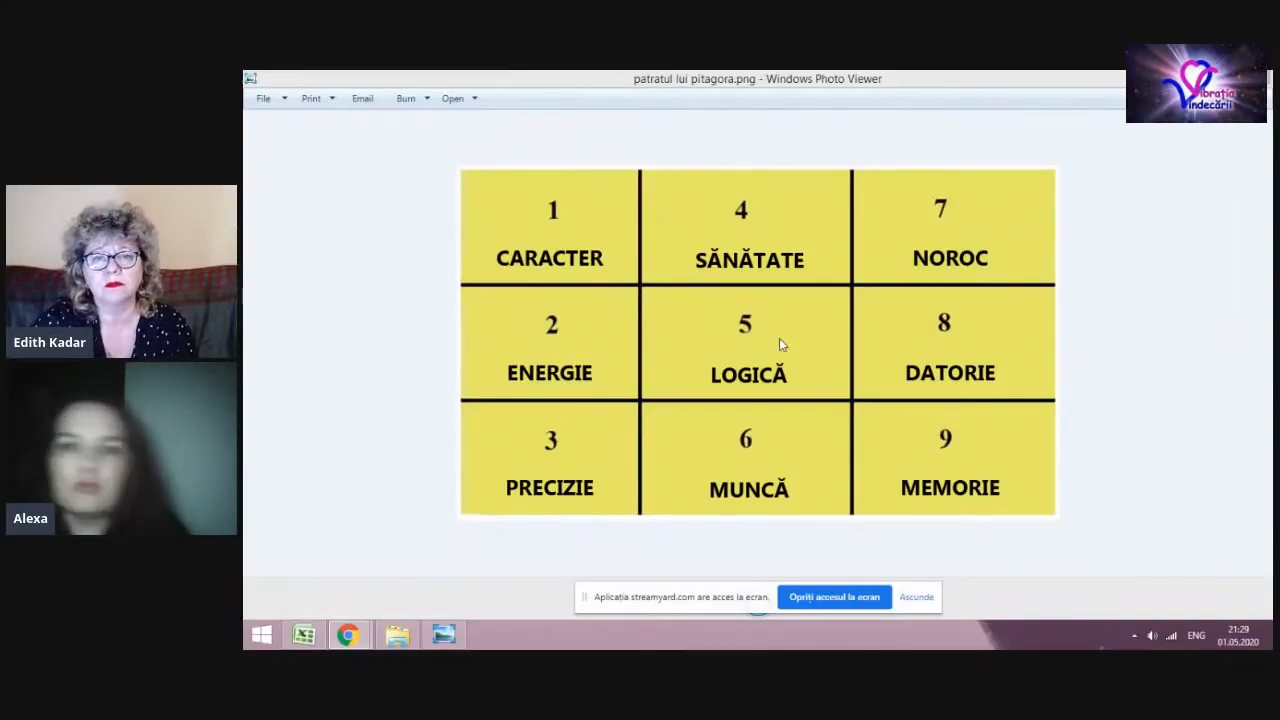 patratul lui pitagora.png - Windows Photo Viewer
File Print Email Burn Open
Vibrația
Vindecării
1 4 7
CARACTER SĂNĂTATE NOROC
2 5 8
ENERGIE LOGICĂ DATORIE
3 6 9
PRECIZIE MUNCĂ MEMORIE
Edith Kadar
Alexa
Aplicația streamyard.com are acces la ecran. Opriți accesul la ecran Ascunde
ENG
21:29
01.05.2020